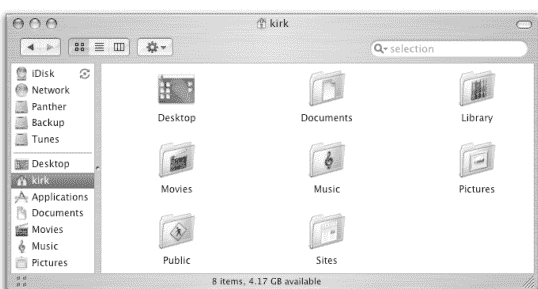 kirk
selection
iDisk
Network
Panther
Backup
Tunes
Desktop
kirk
Applications
Documents
Movies
Music
Pictures
Desktop Documents Library
Movies Music Pictures
Public Sites
8 items, 4.17 GB available